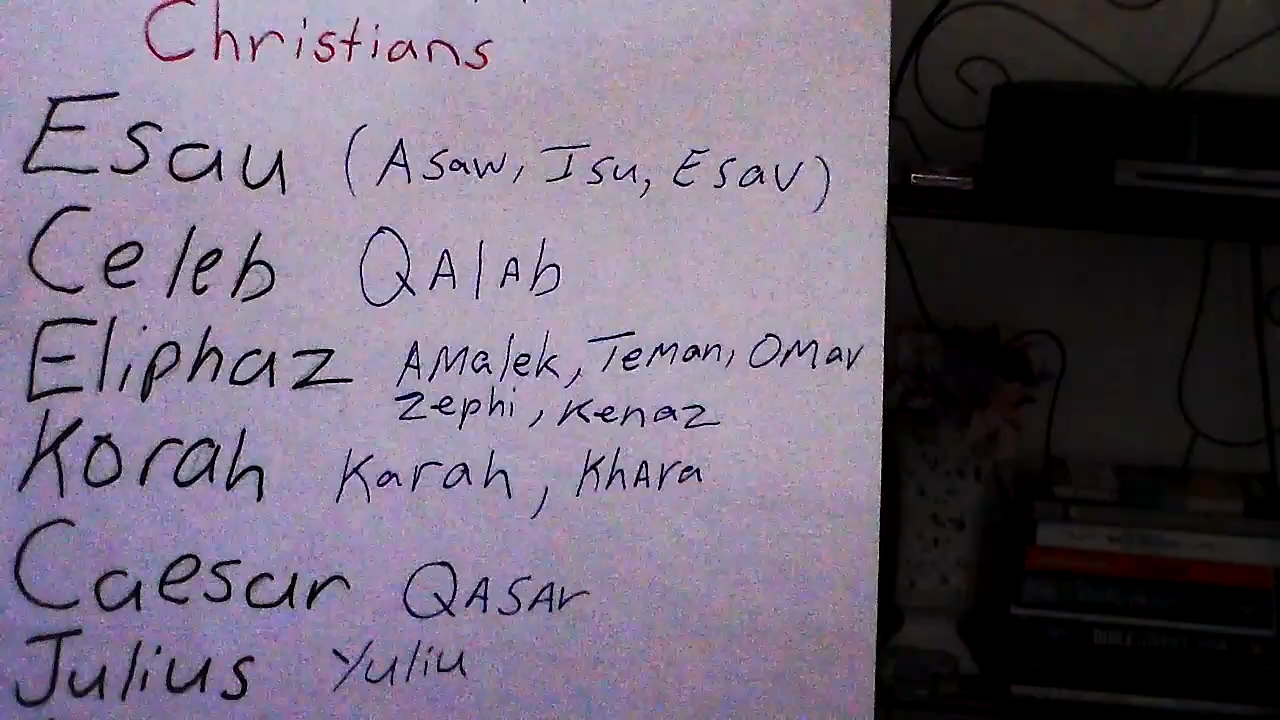 Christians
Esau (Asaw, Isu, Esav)
Celeb QAlAb
Eliphaz AMalek, Teman, OMar
Zephi, Kenaz
Korah Karah, KhAra
Caesar QASAr
Julius Yuliu